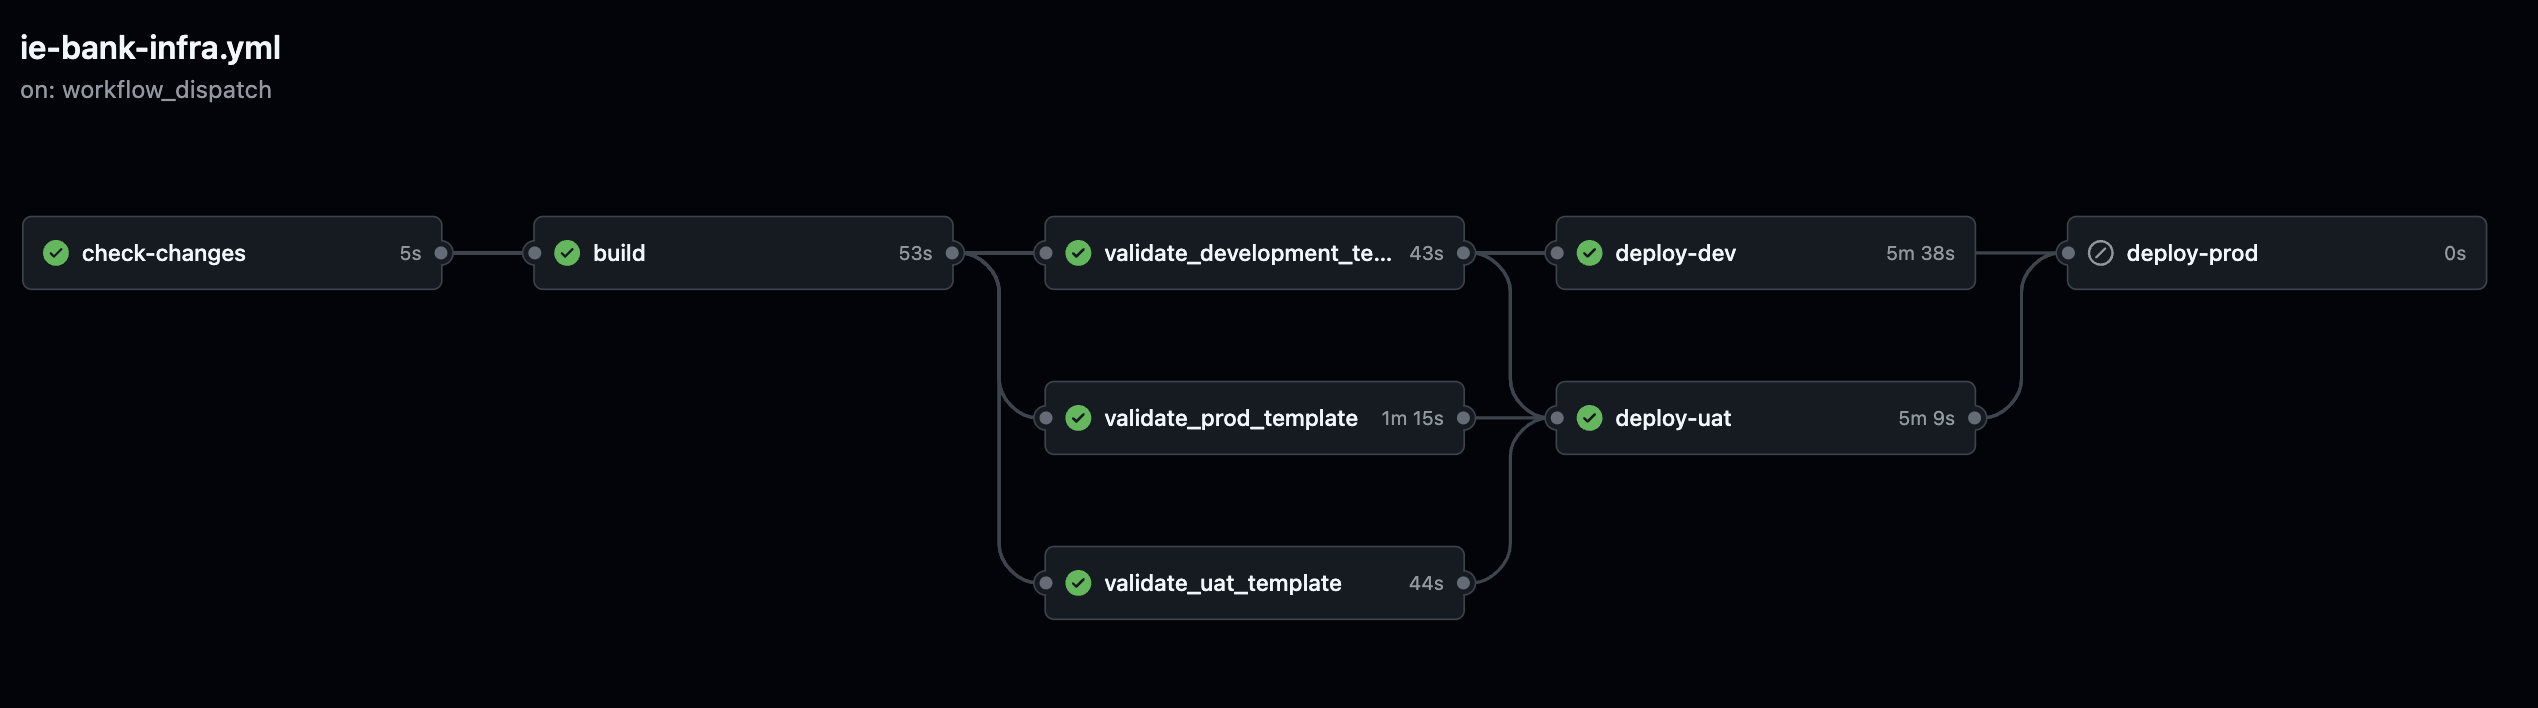 ie-bank-infra.yml
on: workflow_dispatch
check-changes 5s
build 53s
validate_development_te... 43s
deploy-dev 5m 38s
deploy-prod 0s
validate_prod_template 1m 15s
deploy-uat 5m 9s
validate_uat_template 44s